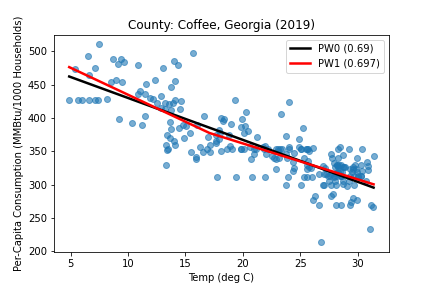 County: Coffee, Georgia (2019)
PW0 (0.69)
PW1 (0.697)
Per-Capita Consumption (MMBtu/1000 Households)
500
450
400
350
300
250
200
5 10 15 20 25 30
Temp (deg C)